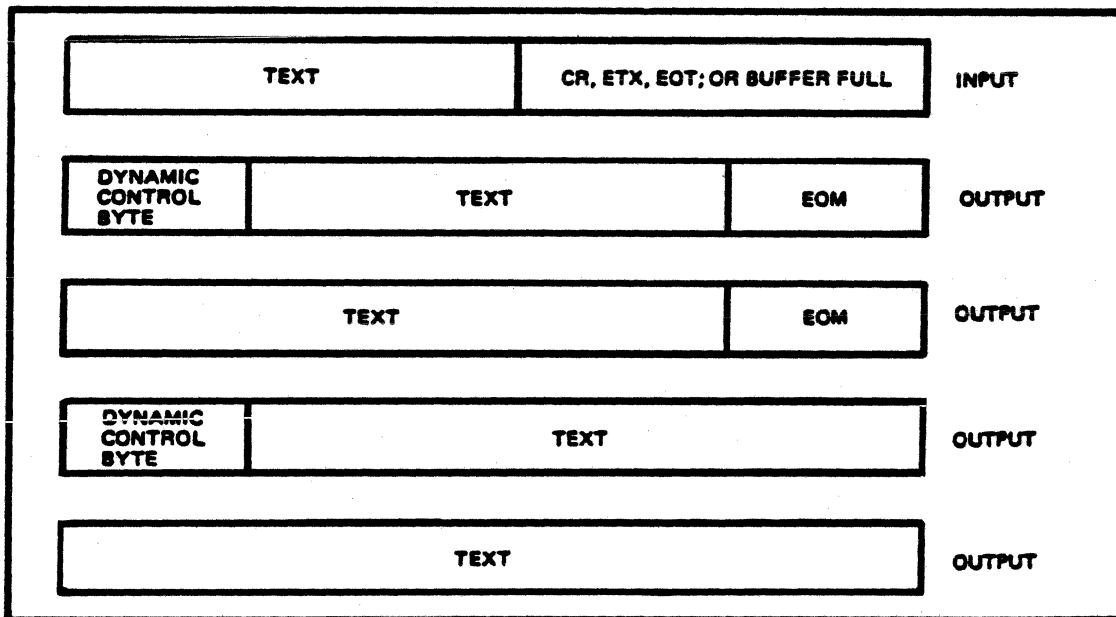 TEXT
CR, ETX, EOT; OR BUFFER FULL
INPUT
DYNAMIC
CONTROL
BYTE
TEXT
EOM
OUTPUT
TEXT
EOM
OUTPUT
DYNAMIC
CONTROL
BYTE
TEXT
OUTPUT
TEXT
OUTPUT